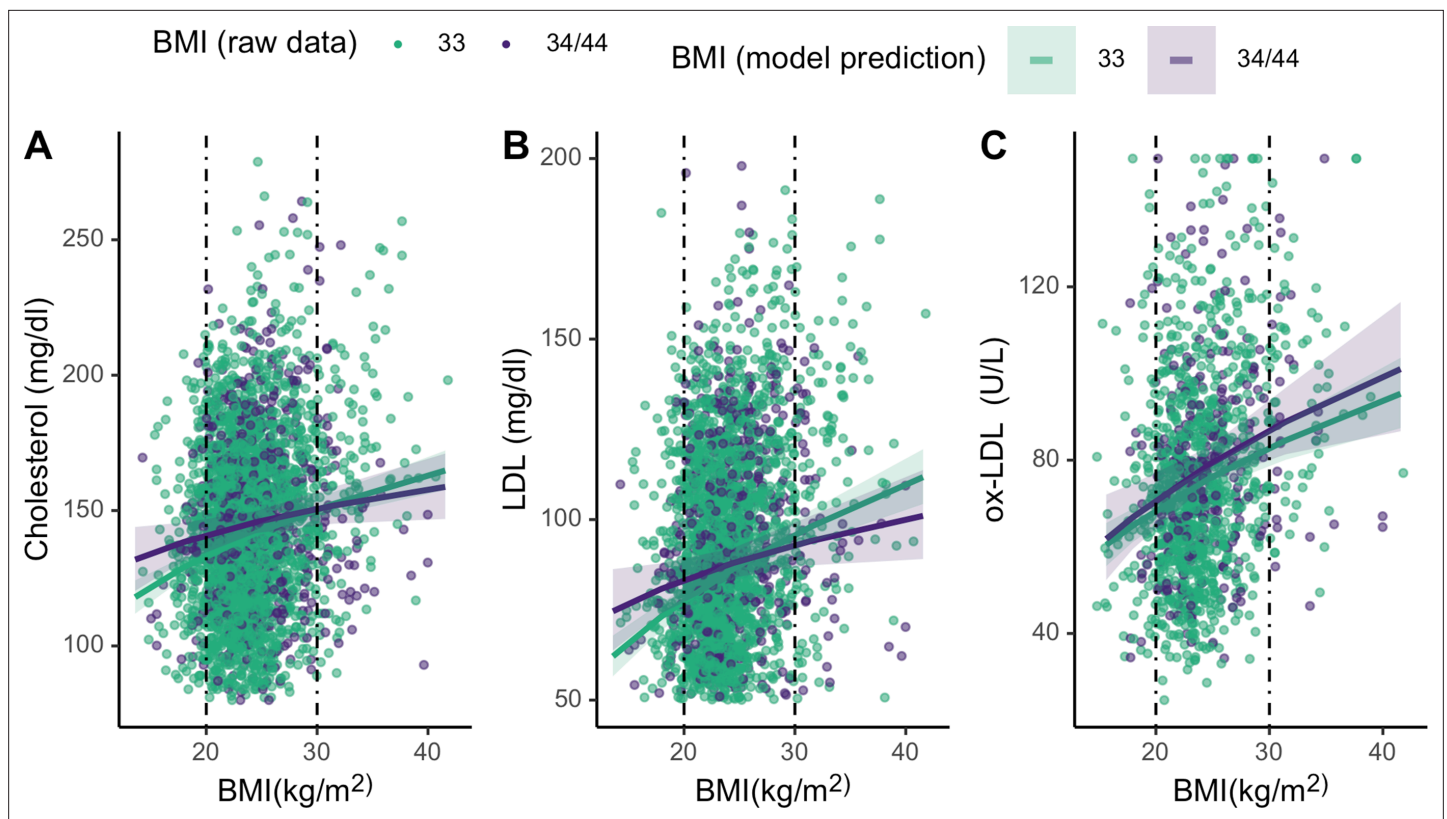 BMI (raw data) 33 34/44
BMI (model prediction) 33 34/44
A
Cholesterol (mg/dl)
250
200
150
100
20 30 40
BMI(kg/m2)
B
LDL (mg/dl)
200
150
100
50
20 30 40
BMI(kg/m2)
C
ox-LDL (U/L)
120
80
40
20 30 40
BMI(kg/m2)